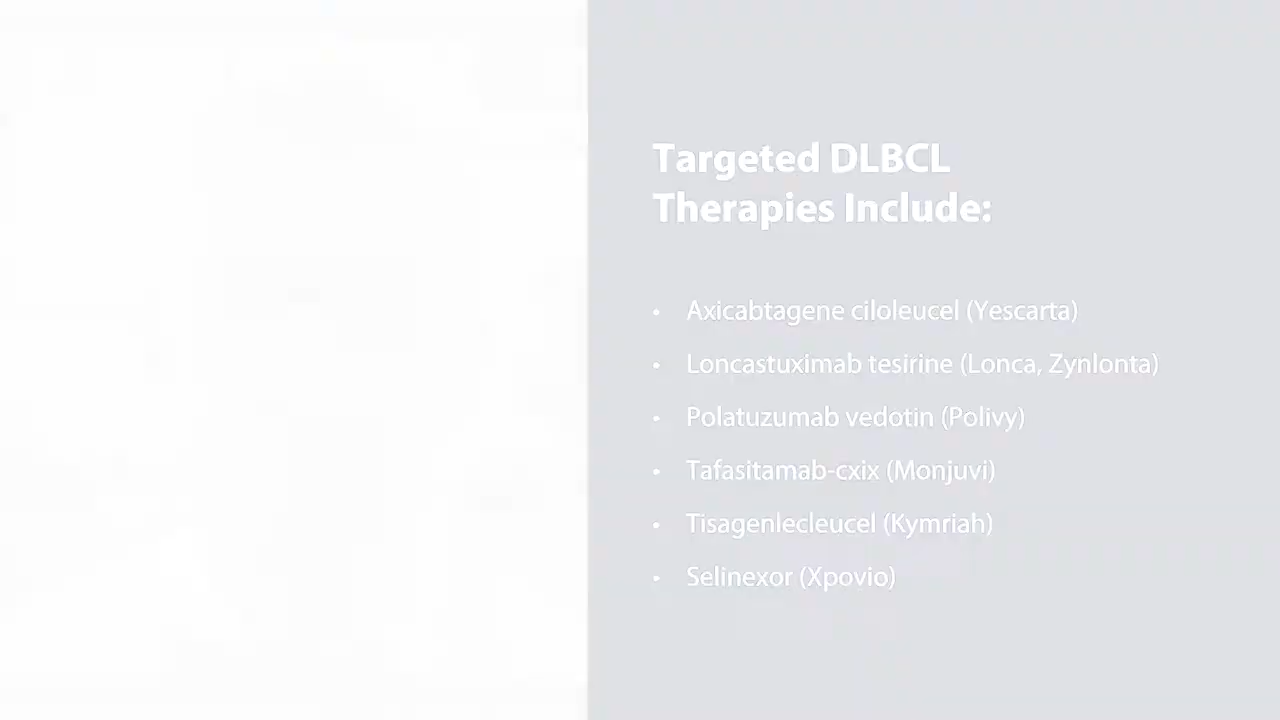 Targeted DLBCL
Therapies Include:
• Axicabtagene ciloleucel (Yescarta)
• Loncastuximab tesirine (Lonca, Zynlonta)
• Polatuzumab vedotin (Polivy)
• Tafasitamab-cxix (Monjuvi)
• Tisagenlecleucel (Kymriah)
• Selinexor (Xpovio)